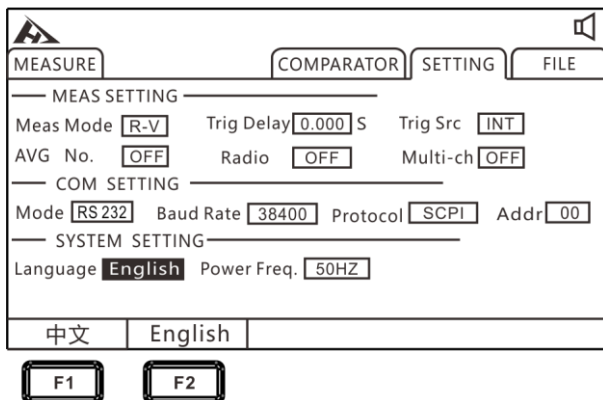 MEASURE COMPARATOR SETTING FILE
MEAS SETTING
Meas Mode R-V Trig Delay 0.000 S Trig Src INT
AVG No. OFF Radio OFF Multi-ch OFF
COM SETTING
Mode RS 232 Baud Rate 38400 Protocol SCPI Addr 00
SYSTEM SETTING
Language English Power Freq. 50HZ
中文 English
F1 F2